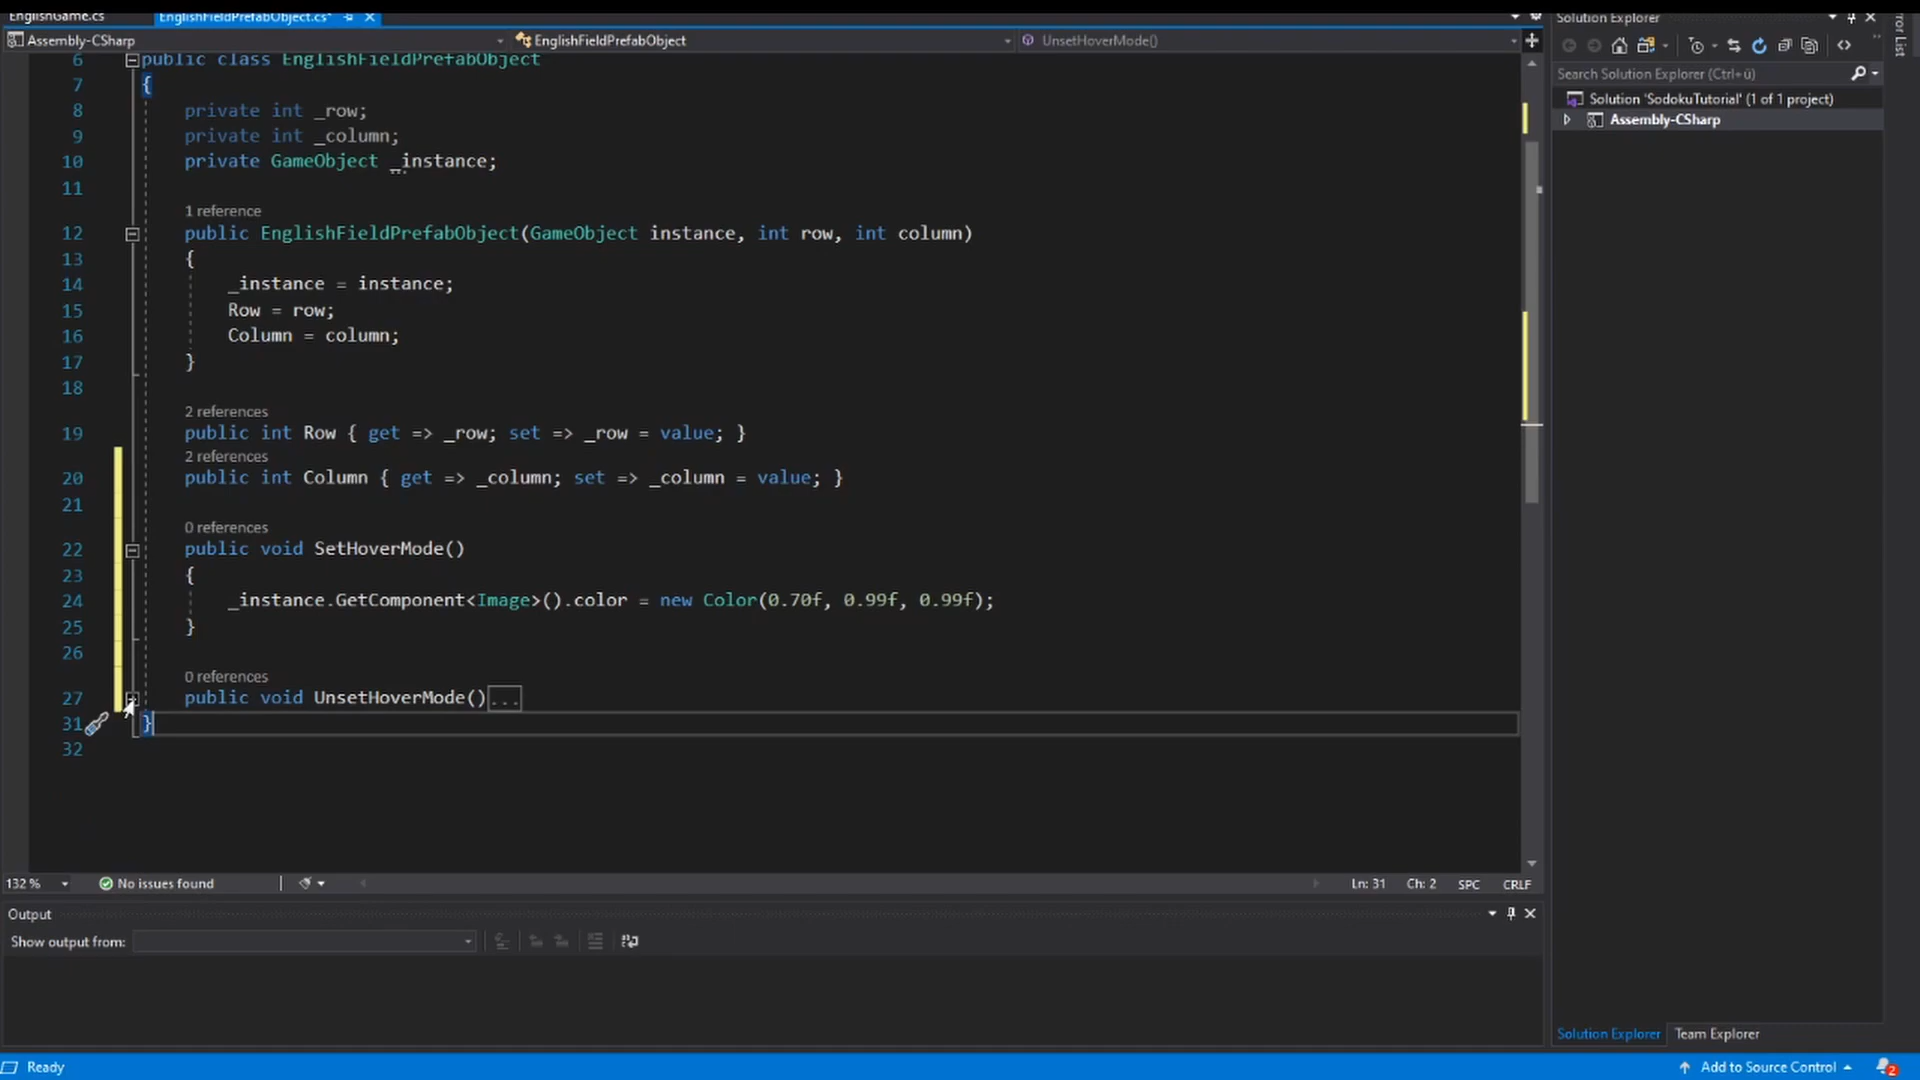 EnglishGame.cs
EnglishFieldPrefabObject.cs*
Assembly-CSharp
EnglishFieldPrefabObject
UnsetHoverMode()
6 public class EnglishFieldPrefabObject
7 {
8 private int _row;
9 private int _column;
10 private GameObject _instance;
11
1 reference
12 public EnglishFieldPrefabObject(GameObject instance, int row, int column)
13 {
14 _instance = instance;
15 Row = row;
16 Column = column;
17 }
18
2 references
19 public int Row { get => _row; set => _row = value; }
2 references
20 public int Column { get => _column; set => _column = value; }
21
0 references
22 public void SetHoverMode()
23 {
24 _instance.GetComponent<Image>().color = new Color(0.70f, 0.99f, 0.99f);
25 }
26
0 references
27 public void UnsetHoverMode()...
31 }
32
132 %
No issues found
Ln: 31
Ch: 2
SPC
CRLF
Output
Show output from:
Solution Explorer
Search Solution Explorer (Ctrl+ü)
Solution 'SodokuTutorial' (1 of 1 project)
Assembly-CSharp
Error List
Solution Explorer
Team Explorer
Ready
Add to Source Control
2